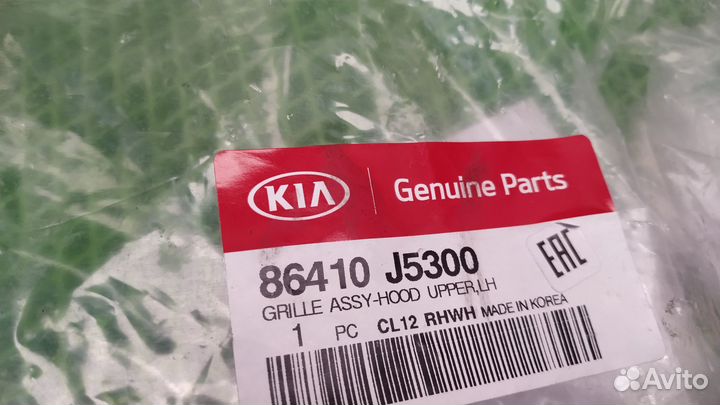 KIA
Genuine Parts
86410 J5300
GRILLE ASSY-HOOD UPPER,LH
1 PC CL12 RHWH MADE IN KOREA
EAC
Avito